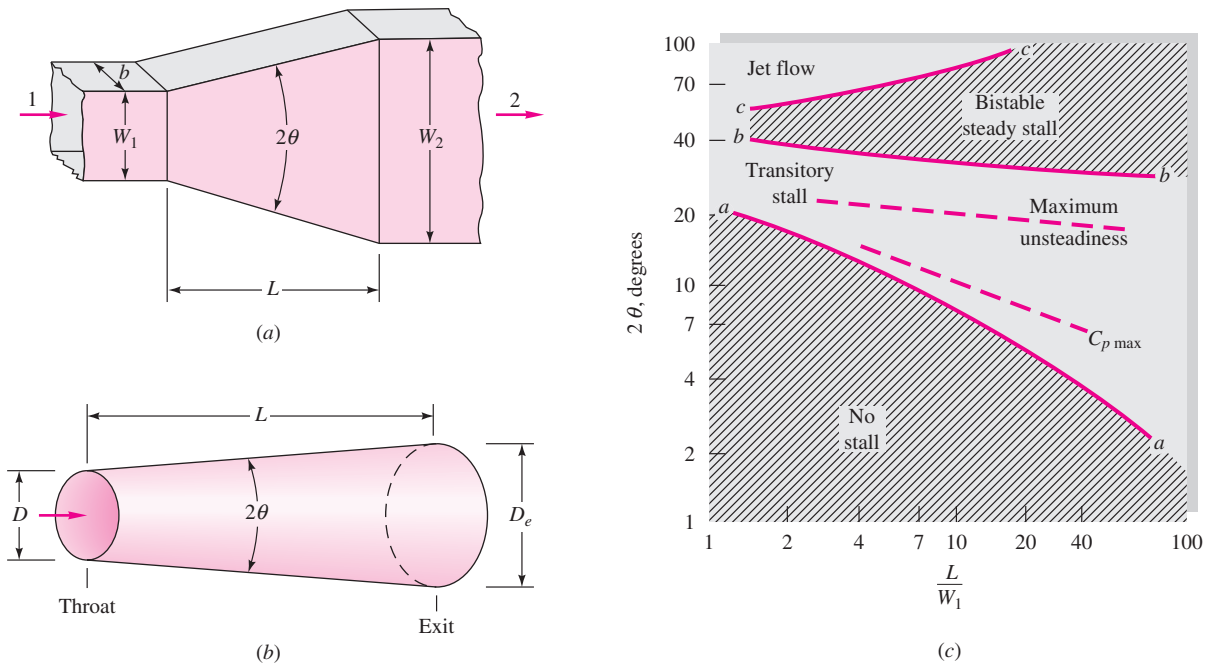 b
1
2
W₁
2θ
W₂
L
(a)
L
D
2θ
Dₑ
Throat
Exit
(b)
100
70
40
20
10
7
4
2
1
2 θ, degrees
Jet flow
c
c
Bistable
steady stall
b
b
Transitory
stall
Maximum
unsteadiness
a
Cₚ max
No
stall
a
1
2
4
7
10
20
40
100
L
W₁
(c)